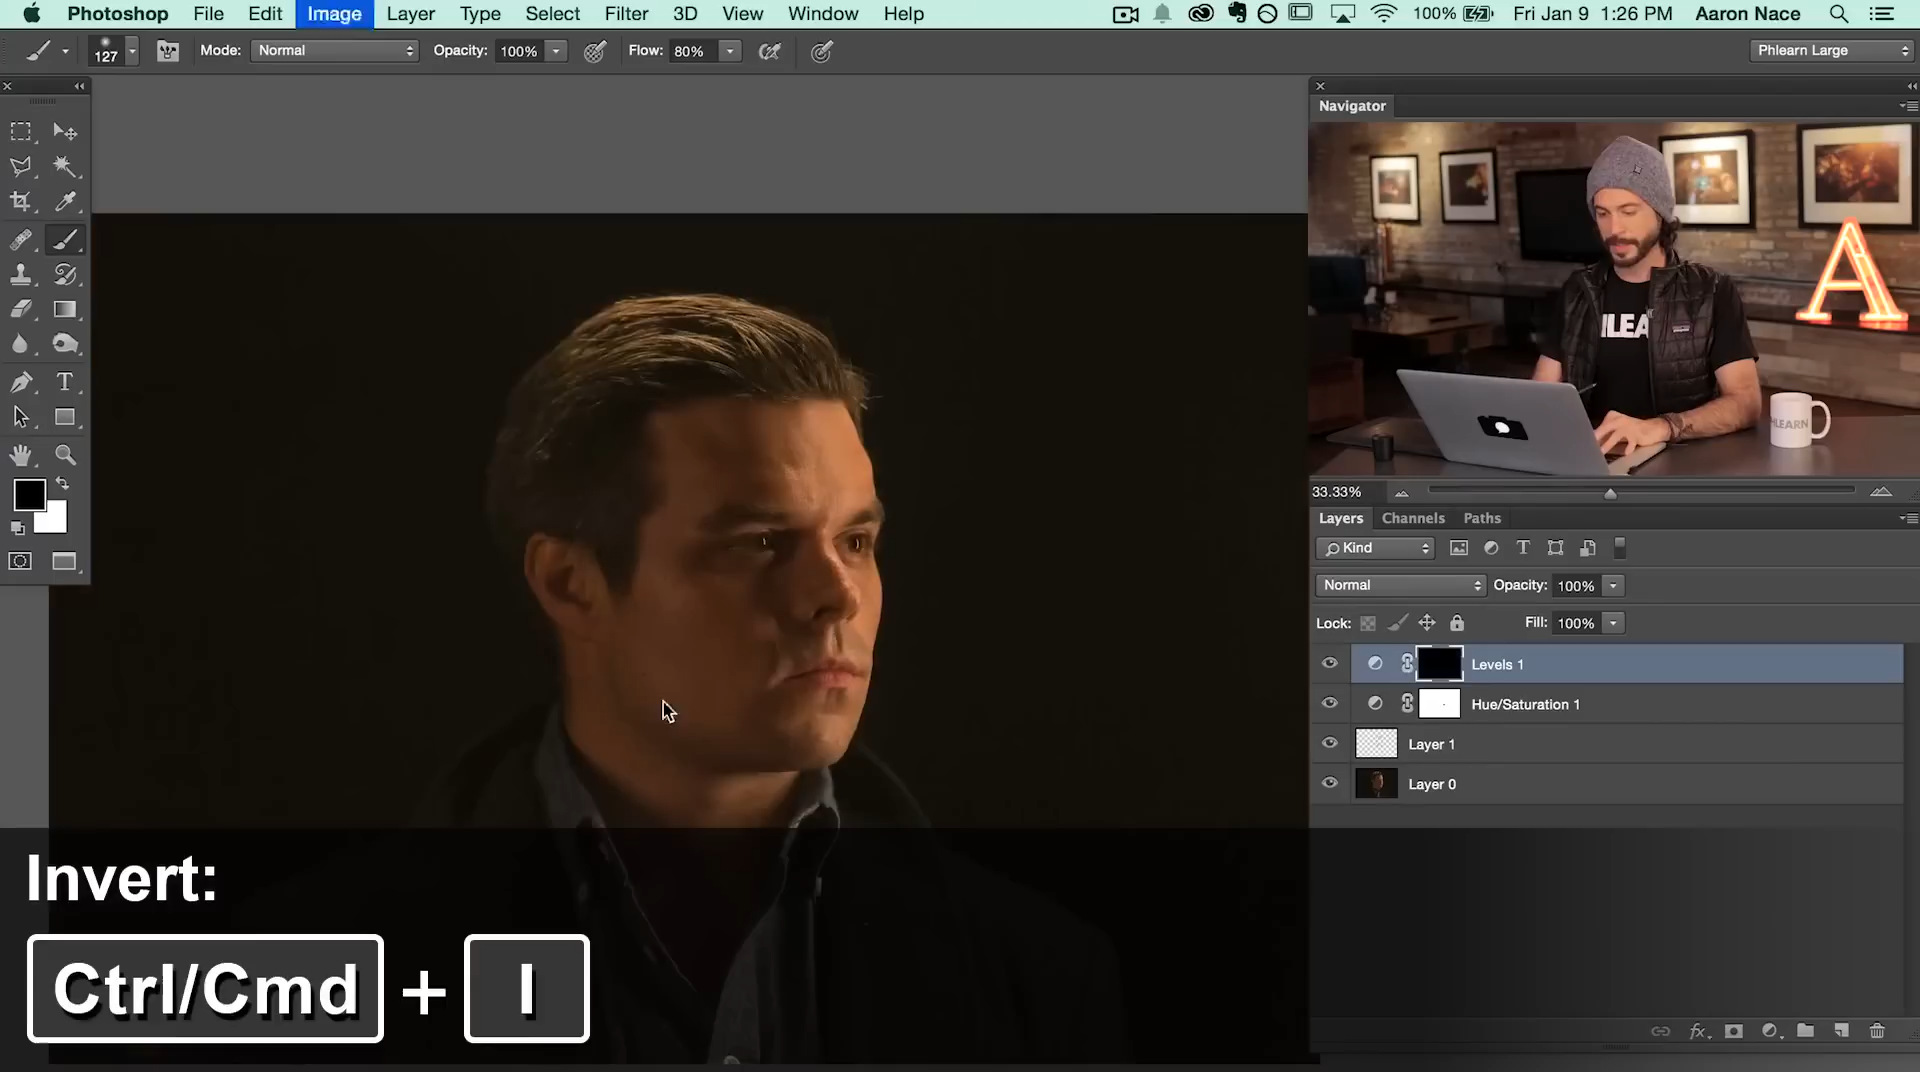 Photoshop File Edit Image Layer Type Select Filter 3D View Window Help 100% Fri Jan 9 1:26 PM Aaron Nace
127 Mode: Normal Opacity: 100% Flow: 80% Phlearn Large
Navigator
A
HLEA
HLEARN
33.33%
Layers Channels Paths
Kind
Normal Opacity: 100%
Lock: Fill: 100%
Levels 1
Hue/Saturation 1
Layer 1
Layer 0
Invert:
Ctrl/Cmd + I